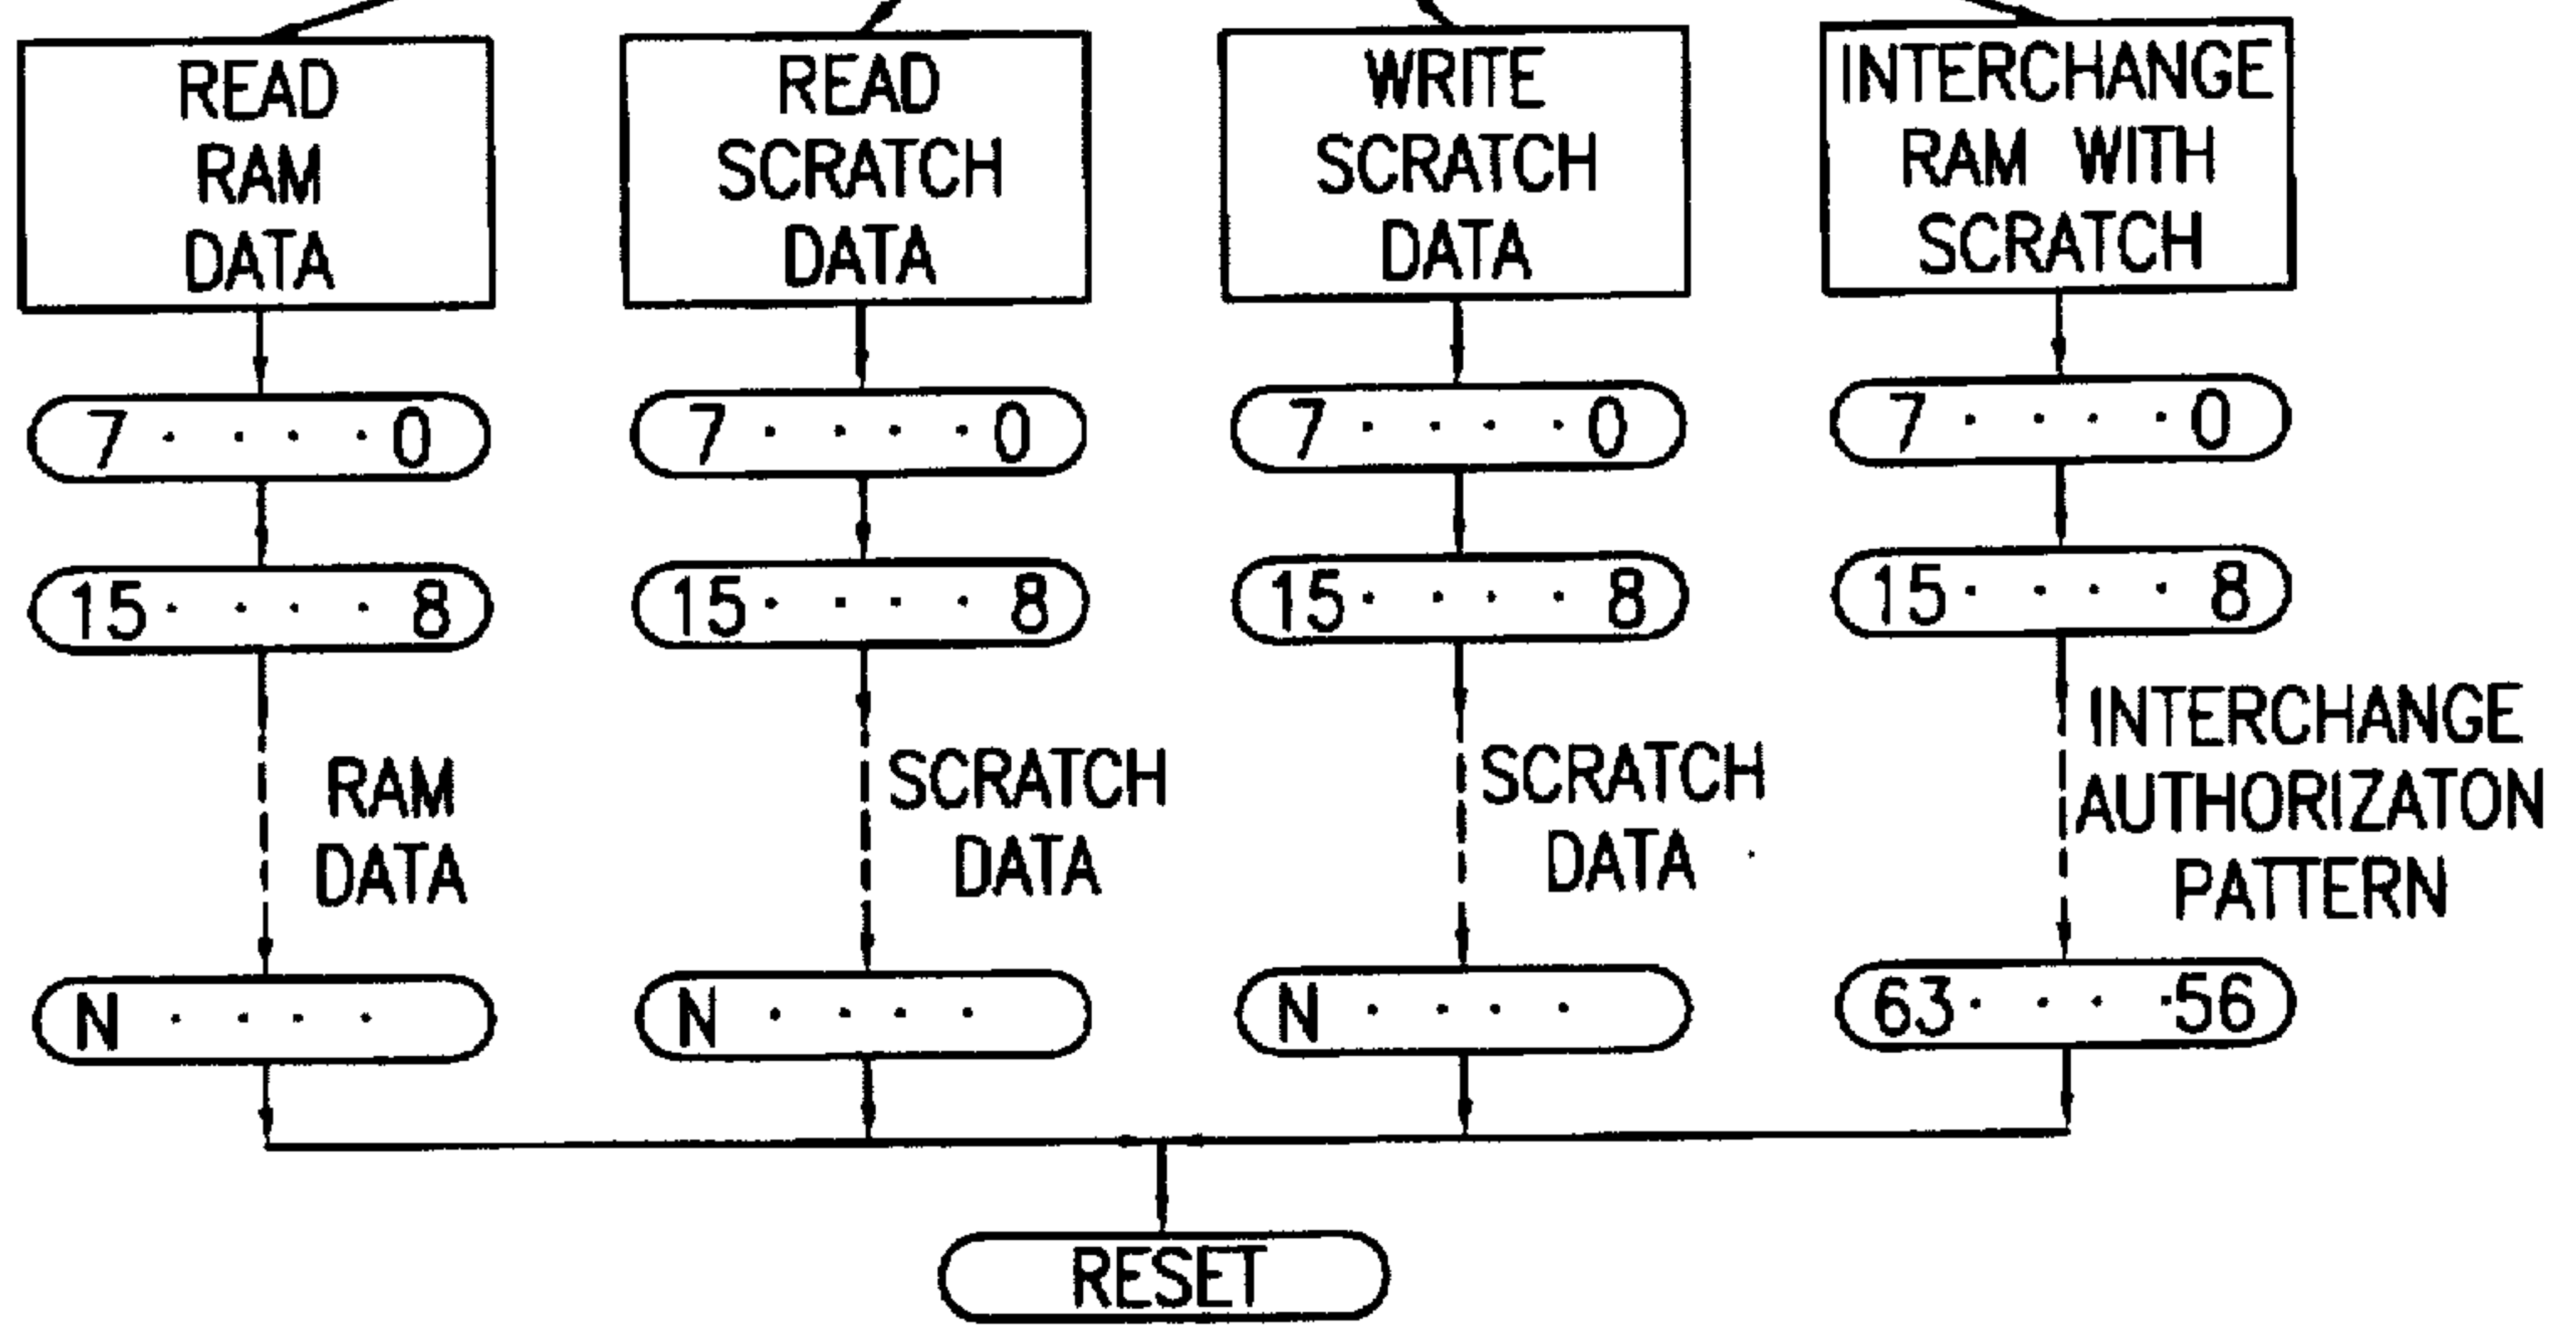 READ
RAM
DATA
READ
SCRATCH
DATA
WRITE
SCRATCH
DATA
INTERCHANGE
RAM WITH
SCRATCH
7 · · · · 0
7 · · · · 0
7 · · · · 0
7 · · · · 0
15 · · · · 8
15 · · · · 8
15 · · · · 8
15 · · · · 8
RAM
DATA
SCRATCH
DATA
SCRATCH
DATA
INTERCHANGE
AUTHORIZATON
PATTERN
N · · · ·
N · · · ·
N · · · ·
63 · · · · 56
RESET